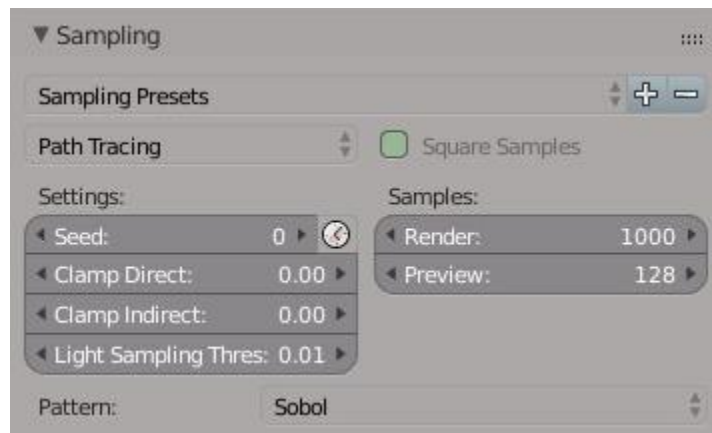 Sampling
Sampling Presets
Path Tracing
Square Samples
Settings:
Samples:
Seed: 0
Render: 1000
Clamp Direct: 0.00
Preview: 128
Clamp Indirect: 0.00
Light Sampling Thres: 0.01
Pattern: Sobol